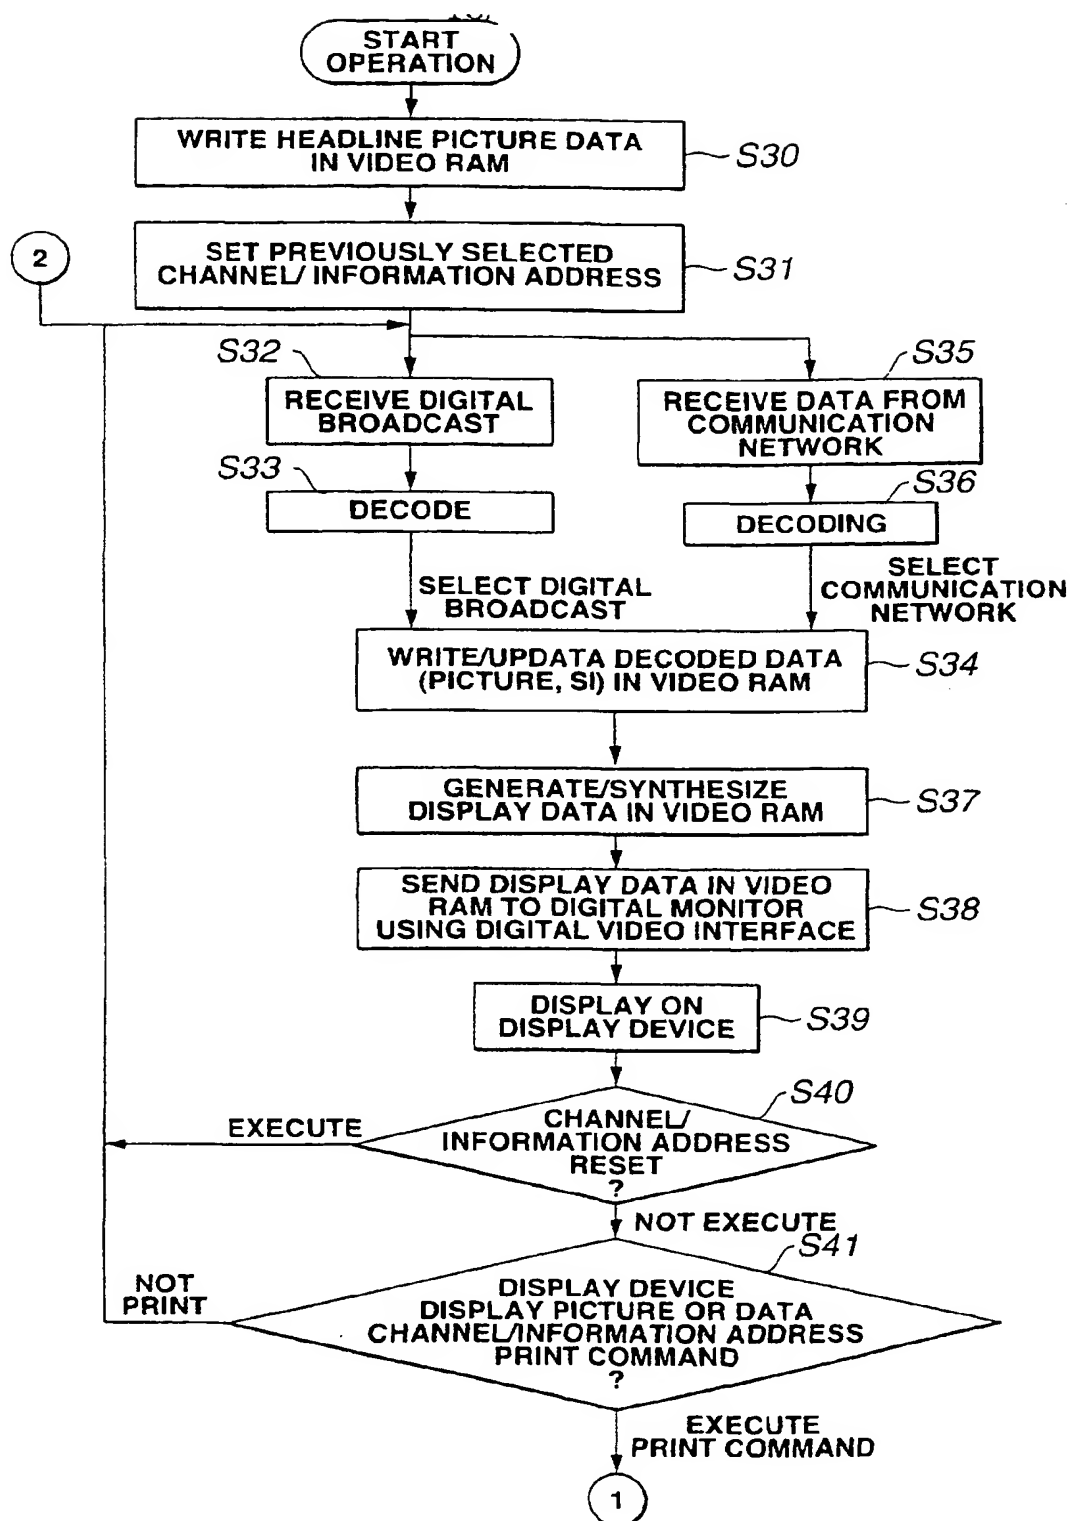 START
OPERATION
WRITE HEADLINE PICTURE DATA
IN VIDEO RAM
S30
SET PREVIOUSLY SELECTED
CHANNEL/ INFORMATION ADDRESS
S31
2
S32
RECEIVE DIGITAL
BROADCAST
S35
RECEIVE DATA FROM
COMMUNICATION
NETWORK
S33
DECODE
S36
DECODING
SELECT DIGITAL
BROADCAST
SELECT
COMMUNICATION
NETWORK
WRITE/UPDATA DECODED DATA
(PICTURE, SI) IN VIDEO RAM
S34
GENERATE/SYNTHESIZE
DISPLAY DATA IN VIDEO RAM
S37
SEND DISPLAY DATA IN VIDEO
RAM TO DIGITAL MONITOR
USING DIGITAL VIDEO INTERFACE
S38
DISPLAY ON
DISPLAY DEVICE
S39
S40
CHANNEL/
INFORMATION ADDRESS
RESET
?
EXECUTE
NOT EXECUTE
S41
DISPLAY DEVICE
DISPLAY PICTURE OR DATA
CHANNEL/INFORMATION ADDRESS
PRINT COMMAND
?
NOT
PRINT
EXECUTE
PRINT COMMAND
1